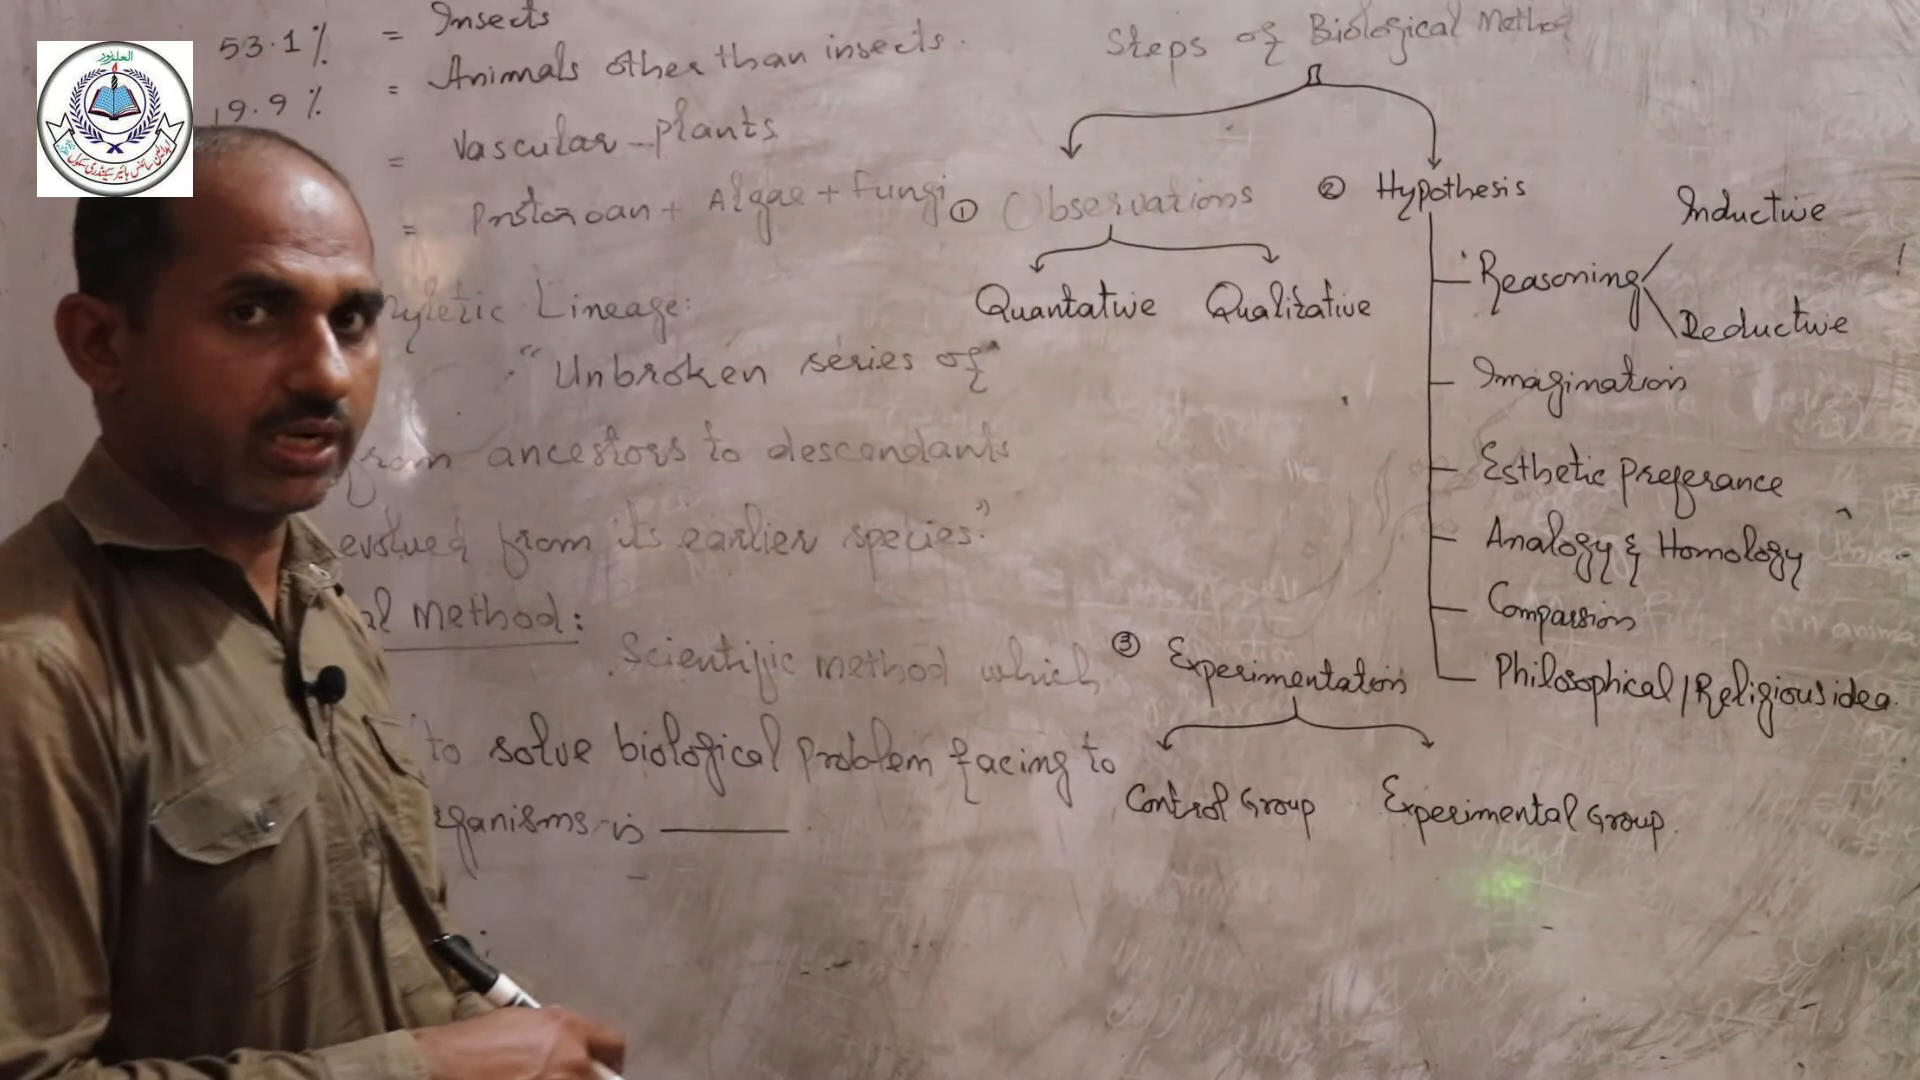 53.1% = Insects
19.9% = Animals other than insects.
= Vascular plants
= Protozoan + Algae + Fungi
Lineage:
"Unbroken series of
from ancestors to descendants
evolved from its earlier species."
Method:
Scientific method which
to solve biological problem facing to
is
Steps of Biological Method
① Observations
Quantative Qualitative
② Hypothesis
Reasoning
Inductive
Deductive
Imagination
Esthetic Preferance
Analogy & Homology
Comparsion
Philosophical / Religious idea.
③ Experimentation
Control Group Experimental Group.
العلم نور